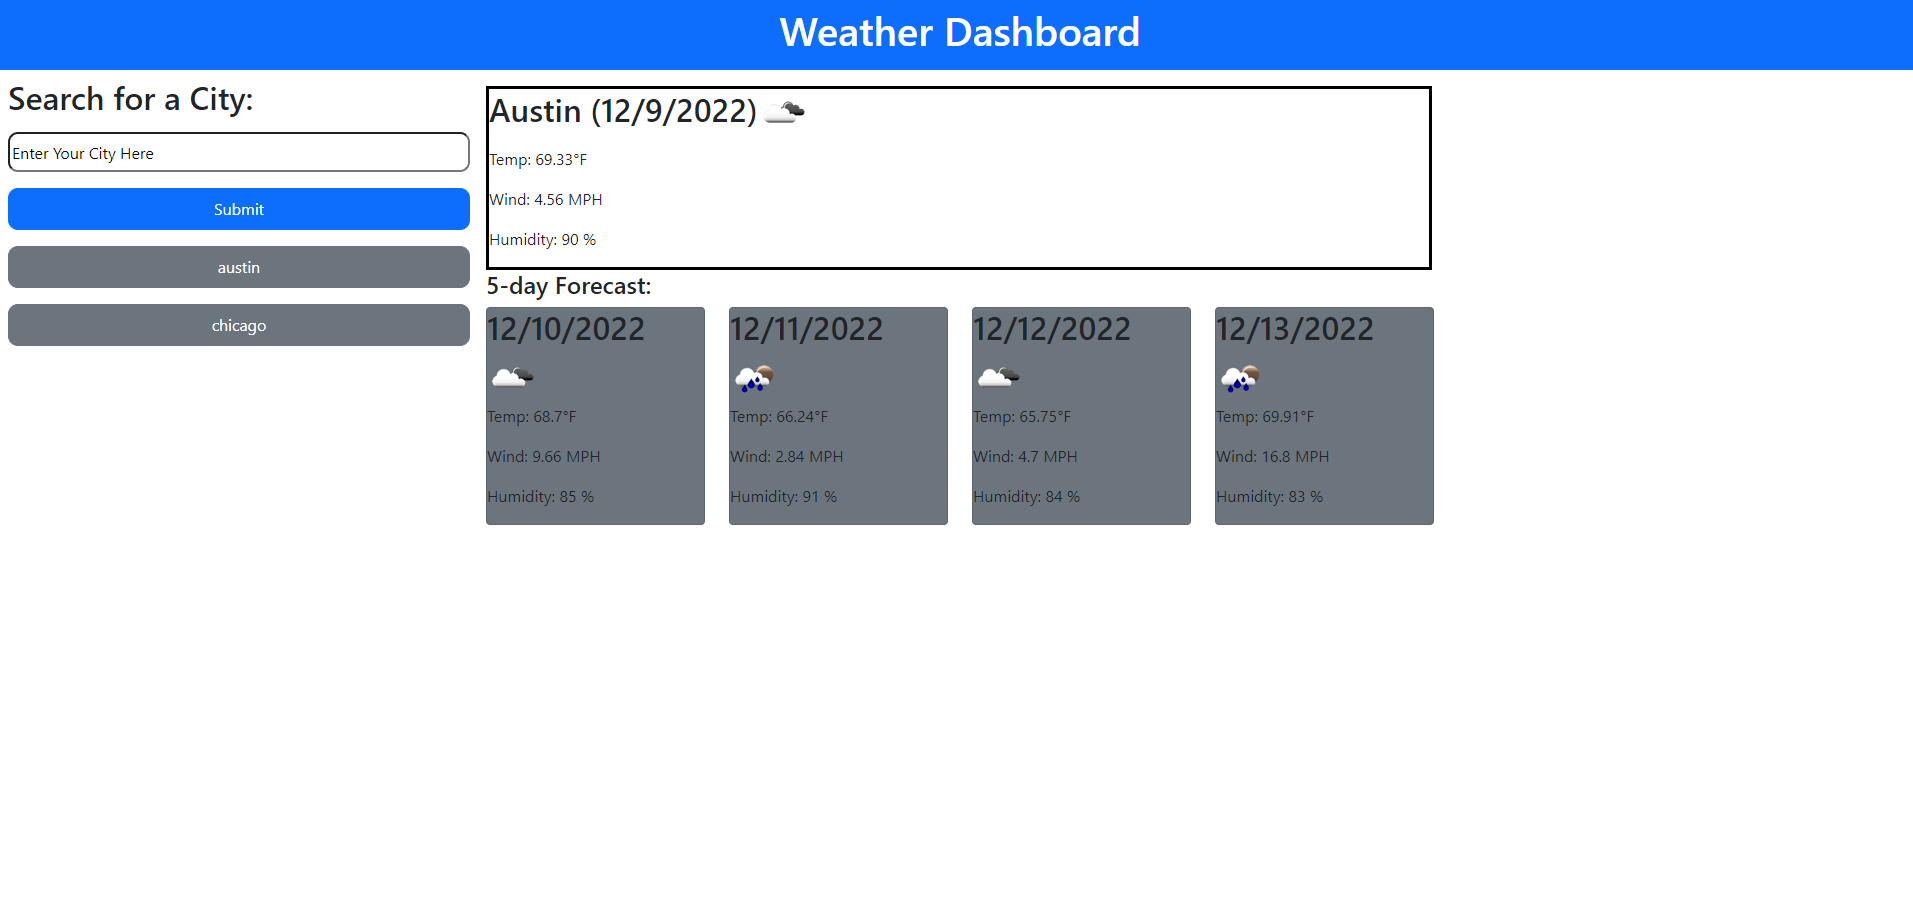 Weather Dashboard
Search for a City:
Enter Your City Here
Submit
austin
chicago
Austin (12/9/2022)
Temp: 69.33°F
Wind: 4.56 MPH
Humidity: 90 %
5-day Forecast:
12/10/2022
Temp: 68.7°F
Wind: 9.66 MPH
Humidity: 85 %
12/11/2022
Temp: 66.24°F
Wind: 2.84 MPH
Humidity: 91 %
12/12/2022
Temp: 65.75°F
Wind: 4.7 MPH
Humidity: 84 %
12/13/2022
Temp: 69.91°F
Wind: 16.8 MPH
Humidity: 83 %